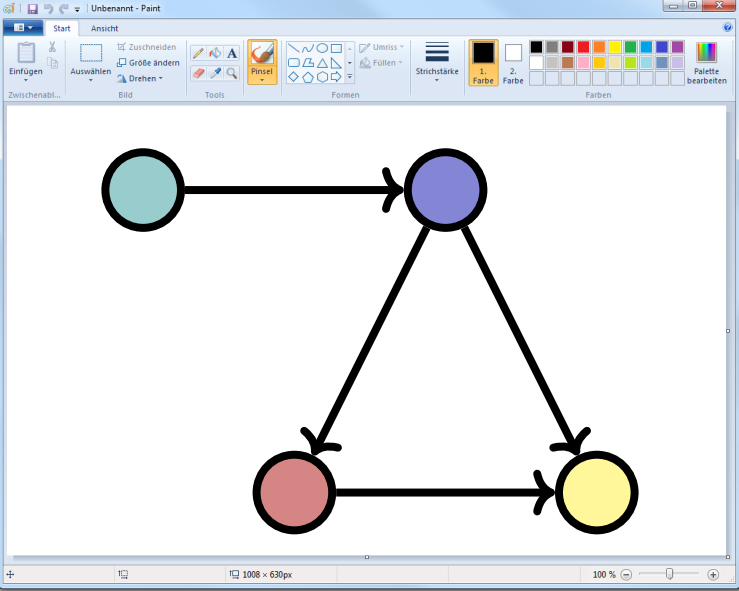 Unbenannt - Paint
Start
Ansicht
Einfügen
Zwischenabl...
Auswählen
Zuschneiden
Größe ändern
Drehen
Bild
A
Tools
Pinsel
Formen
Umriss
Füllen
Strichstärke
1.
Farbe
2.
Farbe
Farben
Palette
bearbeiten
1008 × 630px
100 %